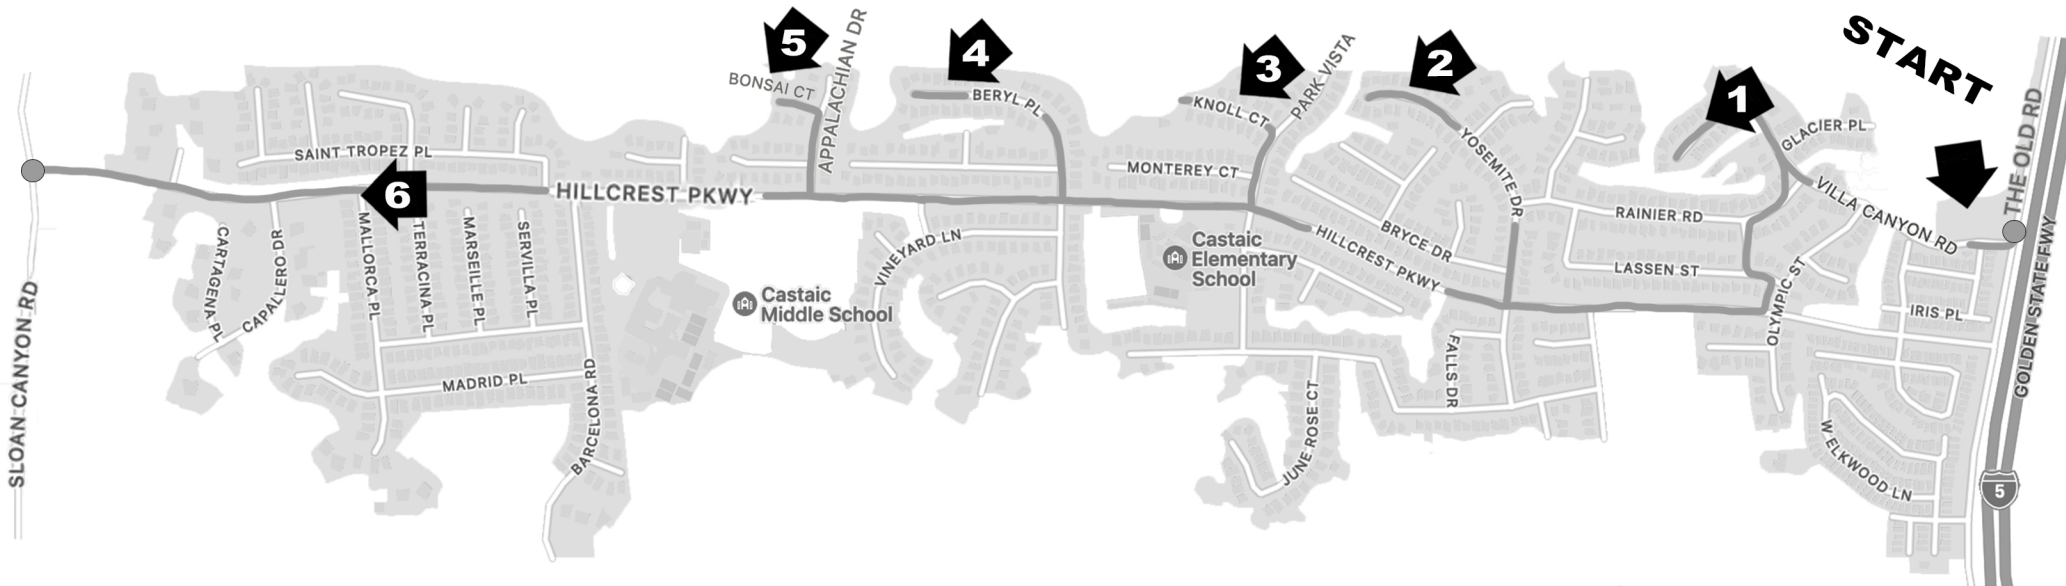 START
5
APPALACHIAN DR
BONSAI CT
4
BERYL PL
3
KNOLL CT
PARK VISTA
2
YOSEMITE DR
1
GLACIER PL
THE OLD RD
SAINT TROPEZ PL
6
HILLCREST PKWY
MONTEREY CT
VILLA CANYON RD
RAINIER RD
BRYCE DR
HILLCREST PKWY
LASSEN ST
OLYMPIC ST
GOLDEN STATE FWY
IRIS PL
VINEYARD LN
Castaic
Elementary
School
Castaic
Middle School
CARTAGENA PL
CAPALERO DR
MALLORCA PL
TERRACINA PL
MARSEILLE PL
SERVILLA PL
SLOAN CANYON RD
MADRID PL
BARCELONA RD
FALLS DR
JUNE ROSE CT
W ELKWOOD LN
5